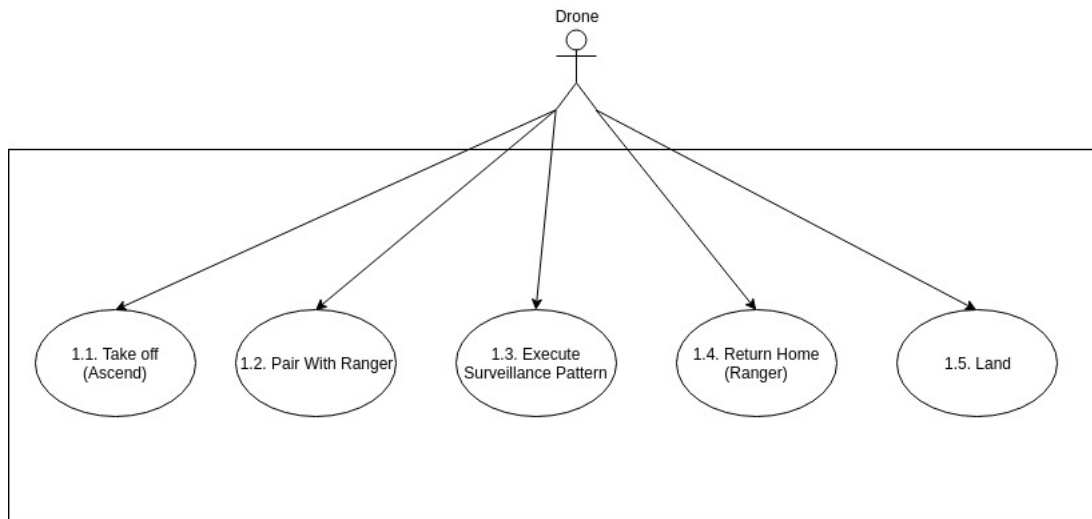 Drone
1.1. Take off
(Ascend)
1.2. Pair With Ranger
1.3. Execute
Surveillance Pattern
1.4. Return Home
(Ranger)
1.5. Land